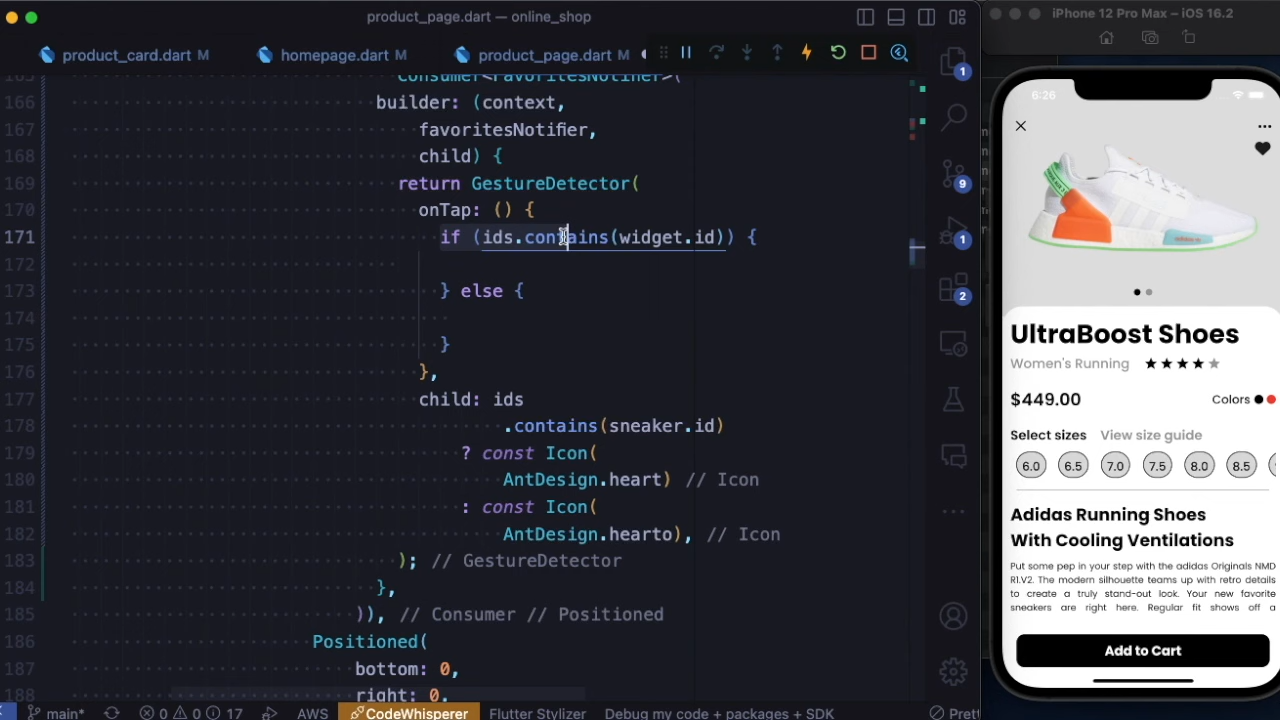 product_page.dart — online_shop
product_card.dart M homepage.dart M product_page.dart M
165 Consumer<FavoritesNotifier>(
166 builder: (context,
167 favoritesNotifier,
168 child) {
169 return GestureDetector(
170 onTap: () {
171 if (ids.contains(widget.id)) {
172
173 } else {
174
175 }
176 },
177 child: ids
178 .contains(sneaker.id)
179 ? const Icon(
180 AntDesign.heart) // Icon
181 : const Icon(
182 AntDesign.hearto), // Icon
183 ); // GestureDetector
184 },
185 )), // Consumer // Positioned
186 Positioned(
187 bottom: 0,
188 right: 0,
main* 0 0 17 AWS CodeWhisperer Flutter Stylizer Debug my code + packages + SDK Prett
1
9
1
2
iPhone 12 Pro Max – iOS 16.2
6:26
UltraBoost Shoes
Women's Running
$449.00 Colors
Select sizes View size guide
6.0 6.5 7.0 7.5 8.0 8.5
Adidas Running Shoes
With Cooling Ventilations
Put some pep in your step with the adidas Originals NMD
R1.V2. The modern silhouette teams up with retro details
to create a truly stand-out look. Your new favorite
sneakers are right here. Regular fit shows off a
Add to Cart